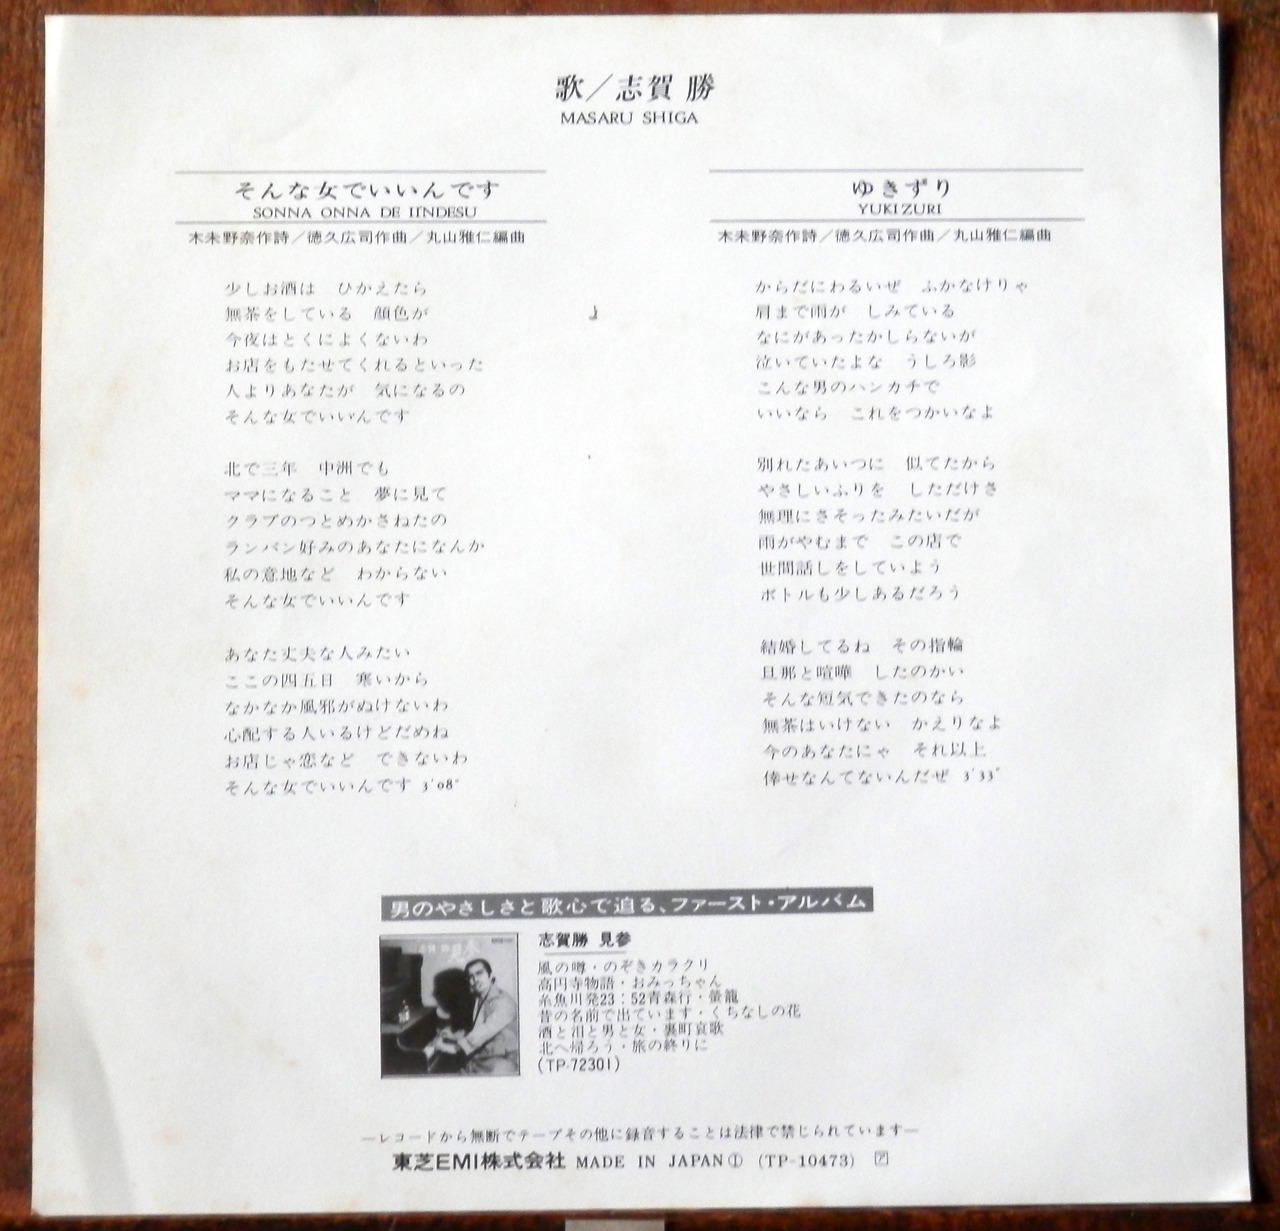 歌／志賀 勝
MASARU SHIGA
そんな女でいいんです
SONNA ONNA DE II'NDESU
木未野奈作詩／徳久広司作曲／丸山雅仁編曲
少しお酒は　ひかえたら
無茶をしている　顔色が
今夜はとくによくないわ
お店をもたせてくれるといった
人よりあなたが　気になるの
そんな女でいいんです
北で三年　中洲でも
ママになること　夢に見て
クラブのつとめかさねたの
ランバン好みのあなたになんか
私の意地など　わからない
そんな女でいいんです
あなた丈夫な人みたい
ここの四五日　寒いから
なかなか風邪がぬけないわ
心配する人いるけどだめね
お店じゃ恋など　できないわ
そんな女でいいんです 3′08″
ゆきずり
YUKIZURI
木未野奈作詩／徳久広司作曲／丸山雅仁編曲
からだにわるいぜ　ふかなけりゃ
肩まで雨が　しみている
なにがあったかしらないが
泣いていたよな　うしろ影
こんな男のハンカチで
いいなら　これをつかいなよ
別れたあいつに　似てたから
やさしいふりを　しただけさ
無理にさそったみたいだが
雨がやむまで　この店で
世間話しをしていよう
ボトルも少しあるだろう
結婚してるね　その指輪
旦那と喧嘩　したのかい
そんな短気できたのなら
無茶はいけない　かえりなよ
今のあなたにゃ　それ以上
倖せなんてないんだぜ 3′33″
男のやさしさと歌心で迫る、ファースト・アルバム
志賀勝 見参
風の噂・のぞきカラクリ
高円寺物語・おみっちゃん
糸魚川発23：52青森行・蛍籠
昔の名前で出ています・くちなしの花
酒と泪と男と女・裏町哀歌
北へ帰ろう・旅の終りに
(TP-72301)
―レコードから無断でテープその他に録音することは法律で禁じられています―
東芝EMI株式会社 MADE IN JAPAN① (TP-10473) ア